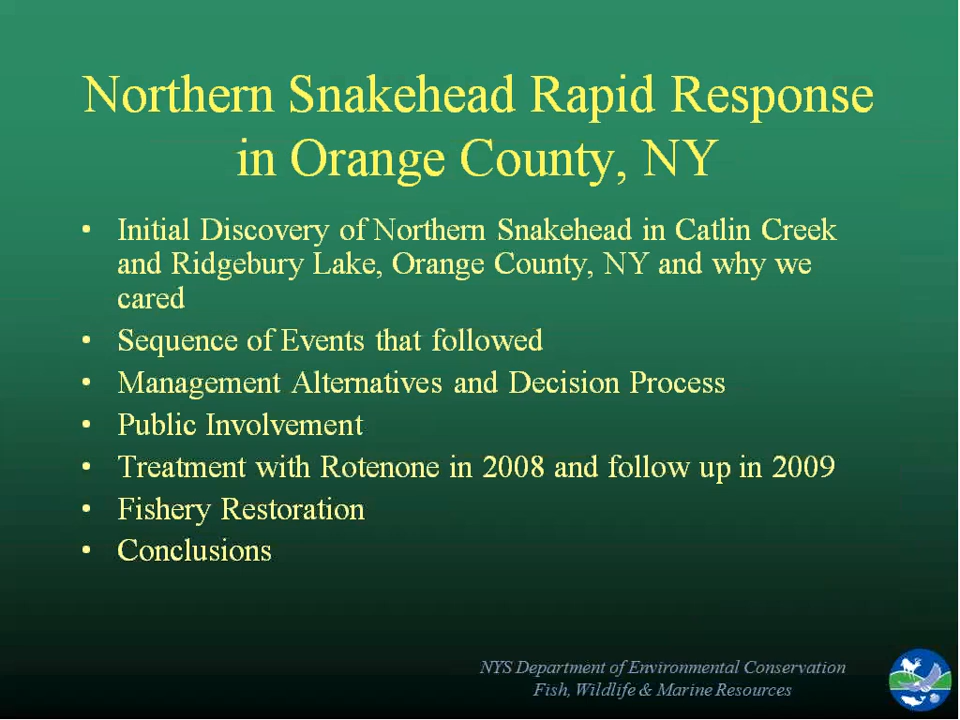 Northern Snakehead Rapid Response
in Orange County, NY
• Initial Discovery of Northern Snakehead in Catlin Creek
and Ridgebury Lake, Orange County, NY and why we
cared
• Sequence of Events that followed
• Management Alternatives and Decision Process
• Public Involvement
• Treatment with Rotenone in 2008 and follow up in 2009
• Fishery Restoration
• Conclusions
NYS Department of Environmental Conservation
Fish, Wildlife & Marine Resources